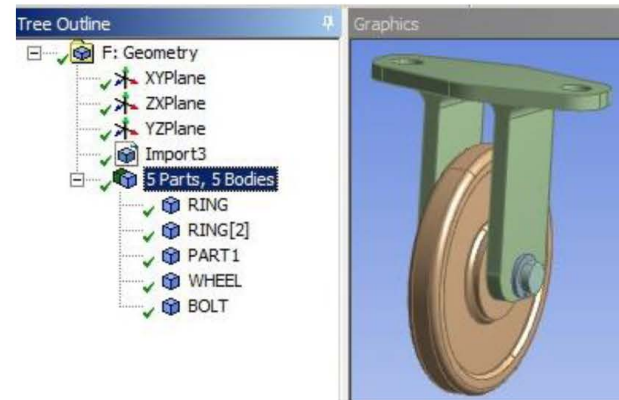 Tree Outline
Graphics
F: Geometry
XYPlane
ZXPlane
YZPlane
Import3
5 Parts, 5 Bodies
RING
RING[2]
PART1
WHEEL
BOLT